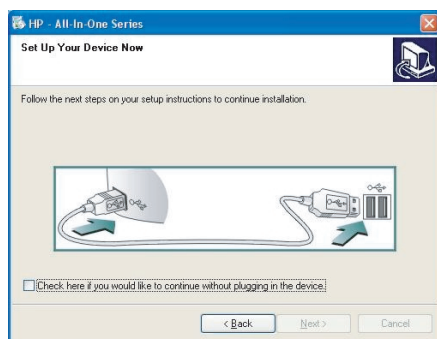 HP - All-In-One Series
Set Up Your Device Now
Follow the next steps on your setup instructions to continue installation.
Check here if you would like to continue without plugging in the device.
< Back
Next >
Cancel